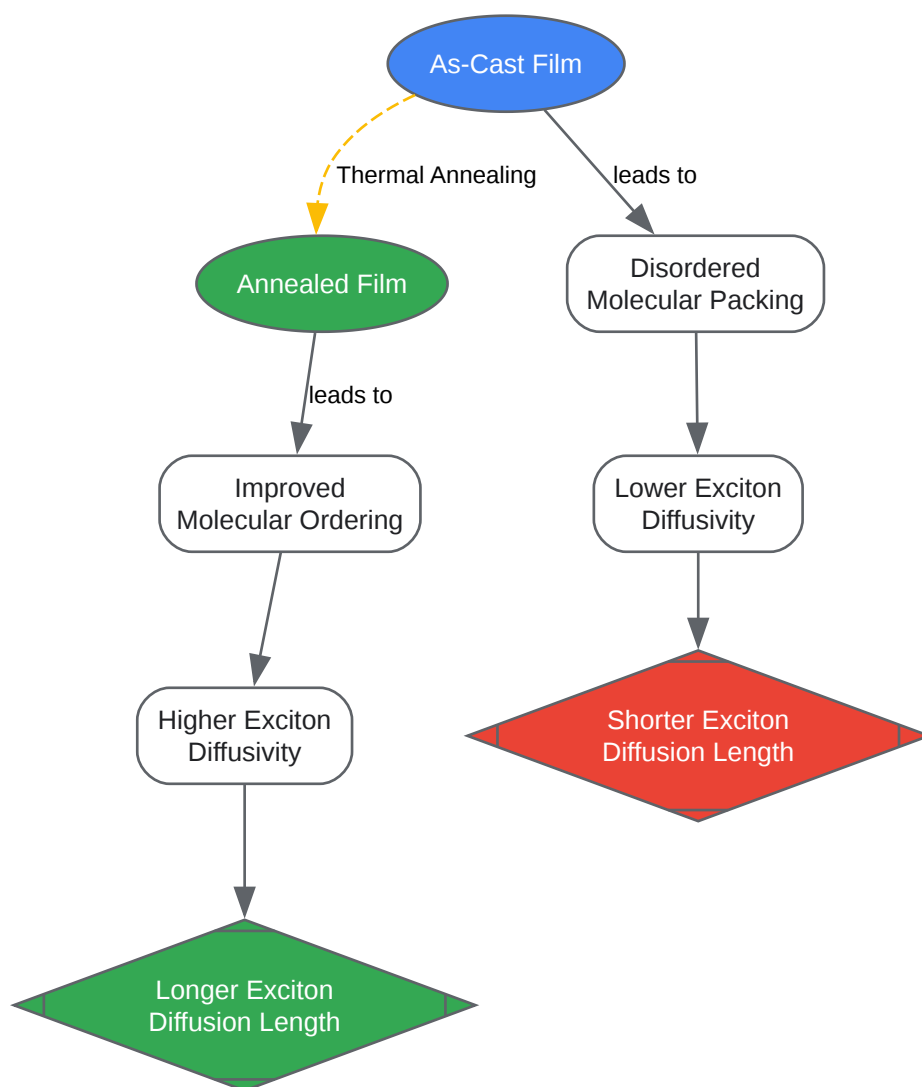 As-Cast Film
Thermal Annealing
leads to
Annealed Film
Disordered
Molecular Packing
leads to
Improved
Molecular Ordering
Lower Exciton
Diffusivity
Higher Exciton
Diffusivity
Shorter Exciton
Diffusion Length
Longer Exciton
Diffusion Length